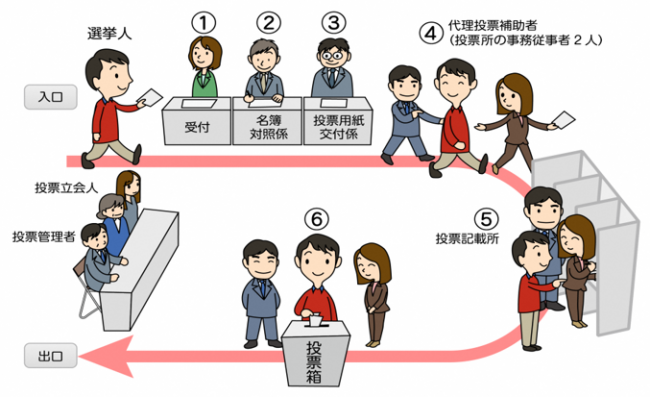 選挙人
①
②
③
④
代理投票補助者
（投票所の事務従事者２人）
入口
受付
名簿
対照係
投票用紙
交付係
投票立会人
投票管理者
⑥
⑤
投票記載所
出口
投票箱